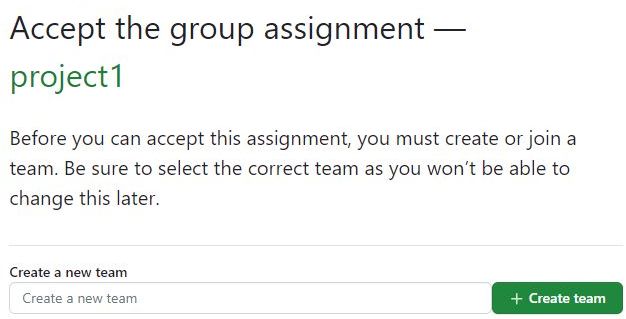 Accept the group assignment —
project1
Before you can accept this assignment, you must create or join a
team. Be sure to select the correct team as you won’t be able to
change this later.
Create a new team
Create a new team
+ Create team